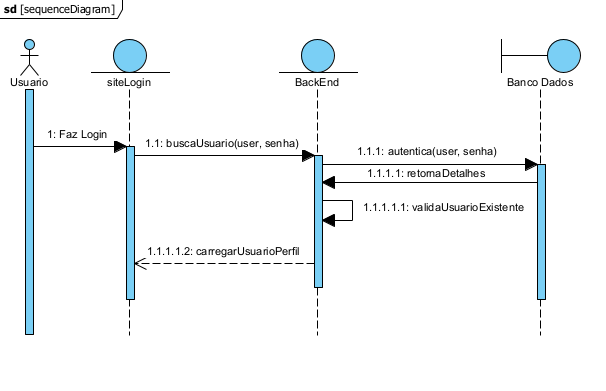 sd [sequenceDiagram]
Usuario
siteLogin
BackEnd
Banco Dados
1: Faz Login
1.1: buscaUsuario(user, senha)
1.1.1: autentica(user, senha)
1.1.1.1: retornaDetalhes
1.1.1.1.1: validaUsuarioExistente
1.1.1.1.2: carregarUsuarioPerfil